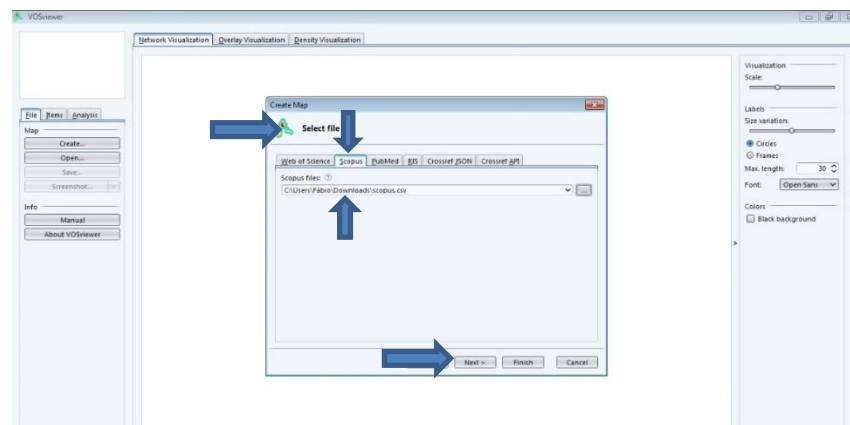 VOSviewer
Network Visualization Overlay Visualization Density Visualization
File Items Analysis
Map
Create...
Open...
Save...
Screenshot...
Info
Manual
About VOSviewer
Create Map
Select file
Web of Science Scopus PubMed RIS Crossref JSON Crossref API
Scopus files:
C:\Users\Fábio\Downloads\scopus.csv
...
Next > Finish Cancel
Visualization
Scale:
Labels
Size variation:
Circles
Frames
Max. length: 30
Font: Open Sans
Colors
Black background